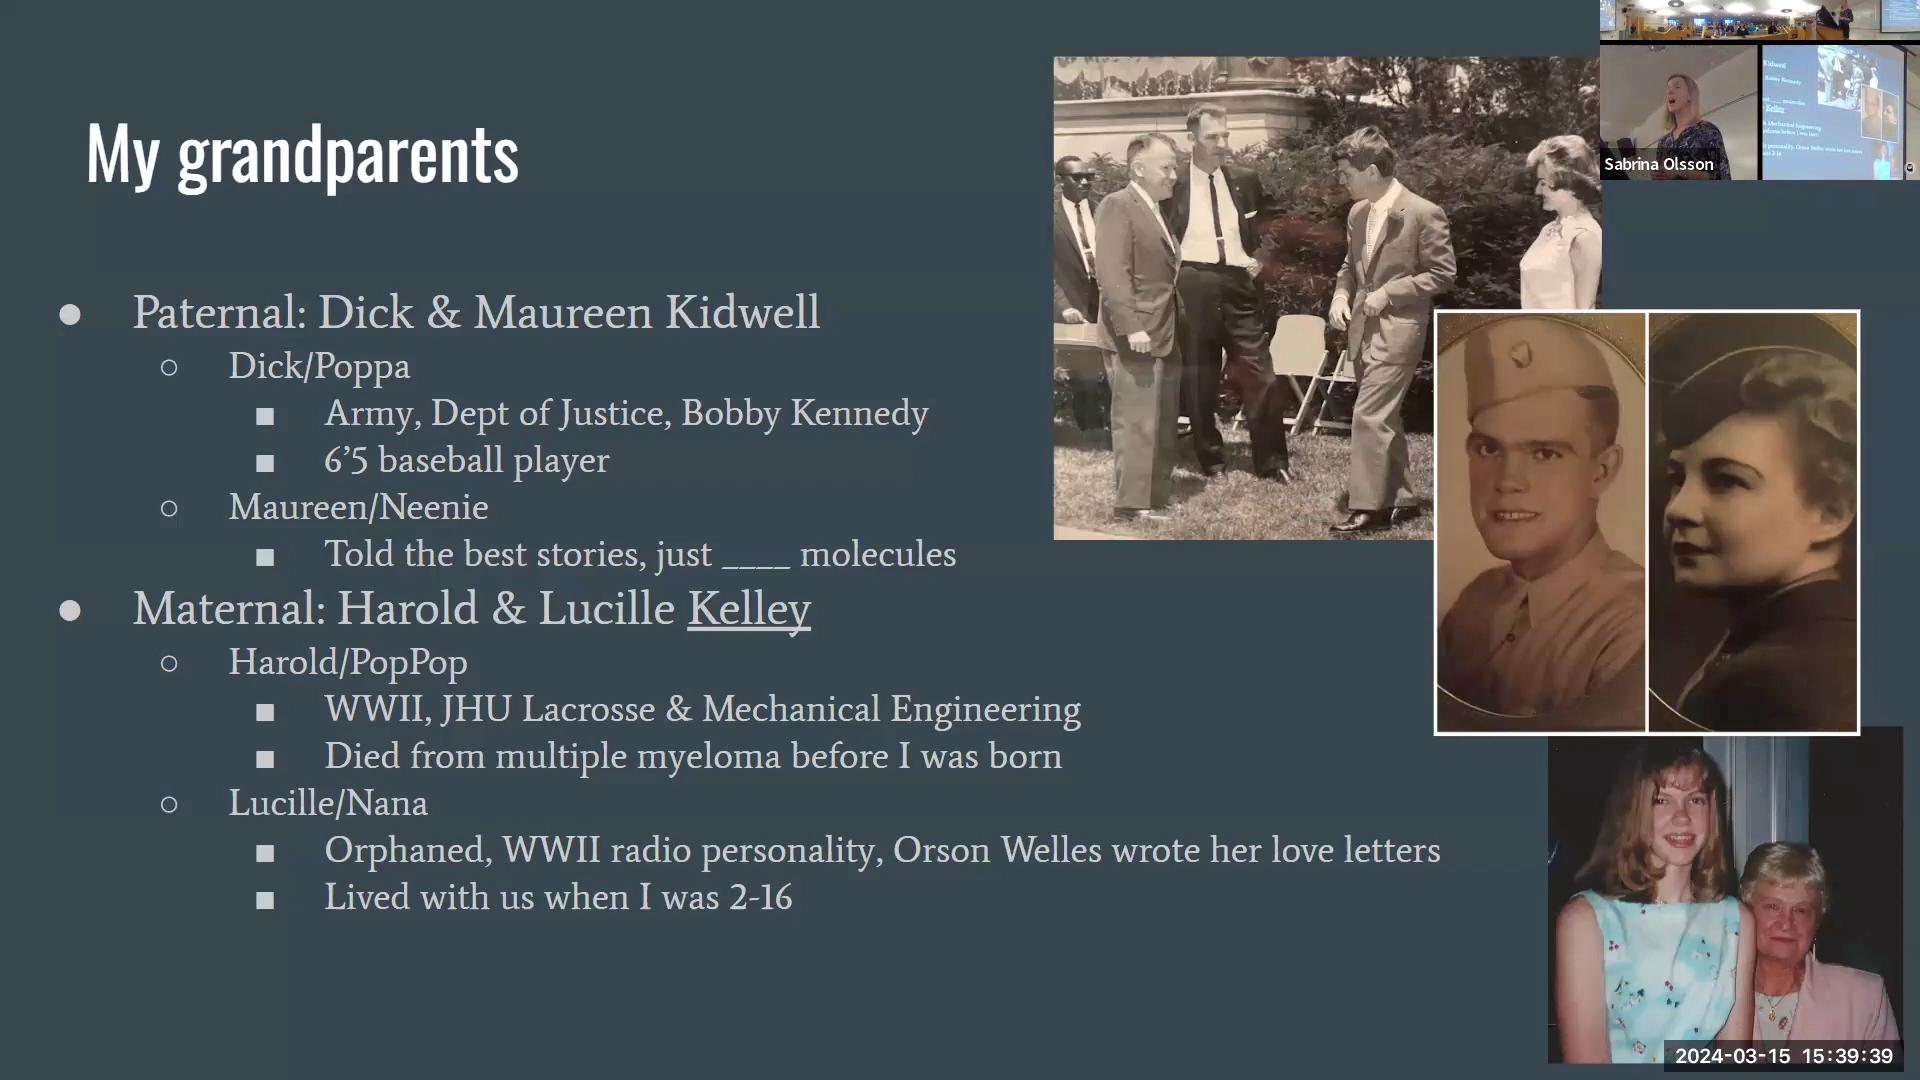 My grandparents
● Paternal: Dick & Maureen Kidwell
○ Dick/Poppa
■ Army, Dept of Justice, Bobby Kennedy
■ 6’5 baseball player
○ Maureen/Neenie
■ Told the best stories, just ____ molecules
● Maternal: Harold & Lucille Kelley
○ Harold/PopPop
■ WWII, JHU Lacrosse & Mechanical Engineering
■ Died from multiple myeloma before I was born
○ Lucille/Nana
■ Orphaned, WWII radio personality, Orson Welles wrote her love letters
■ Lived with us when I was 2-16
Sabrina Olsson
2024-03-15 15:39:39